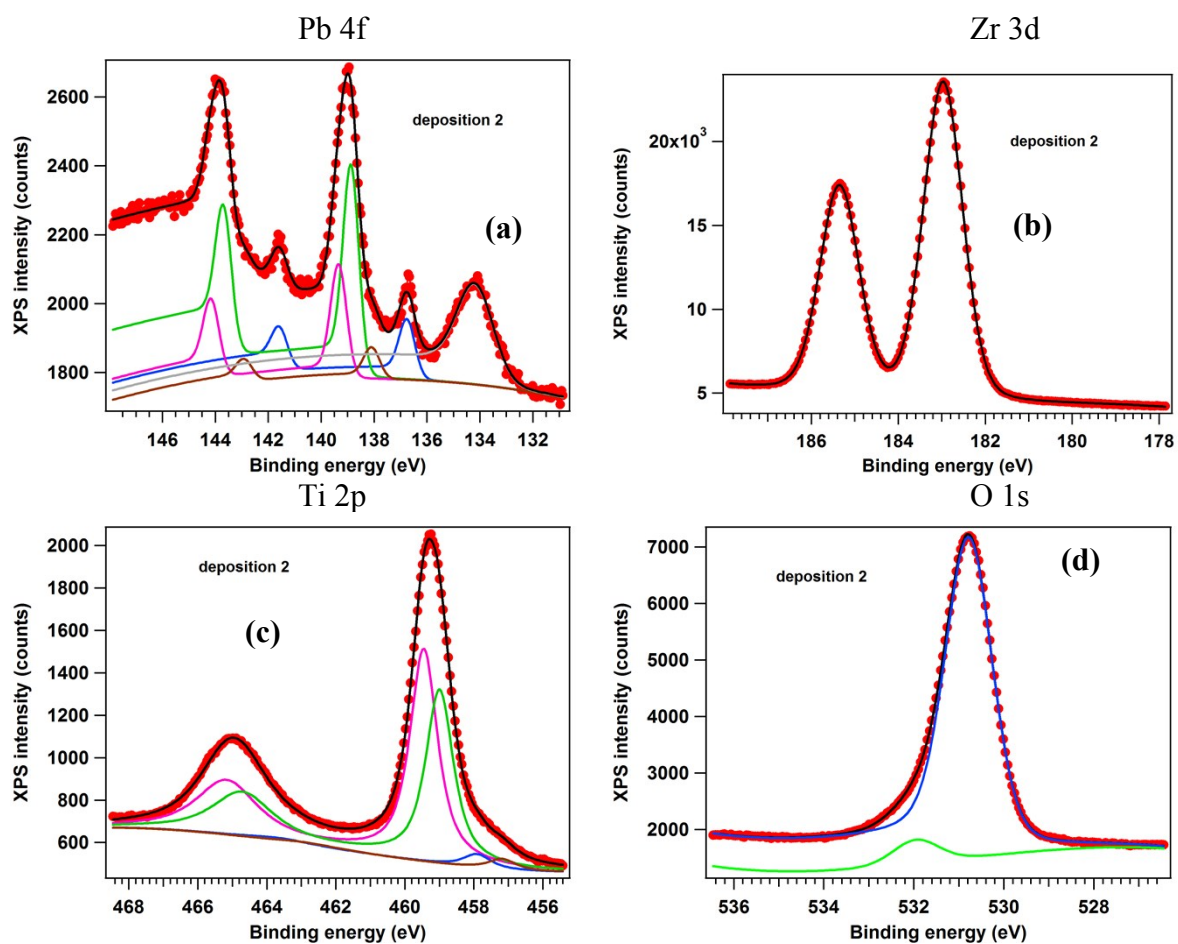 Pb 4f
Zr 3d
XPS intensity (counts)
2600
2400
2200
2000
1800
deposition 2
(a)
146
144
142
140
138
136
134
132
Binding energy (eV)
XPS intensity (counts)
20x10³
15
10
5
deposition 2
(b)
186
184
182
180
178
Binding energy (eV)
Ti 2p
O 1s
XPS intensity (counts)
2000
1800
1600
1400
1200
1000
800
600
deposition 2
(c)
468
466
464
462
460
458
456
Binding energy (eV)
XPS intensity (counts)
7000
6000
5000
4000
3000
2000
deposition 2
(d)
536
534
532
530
528
Binding energy (eV)